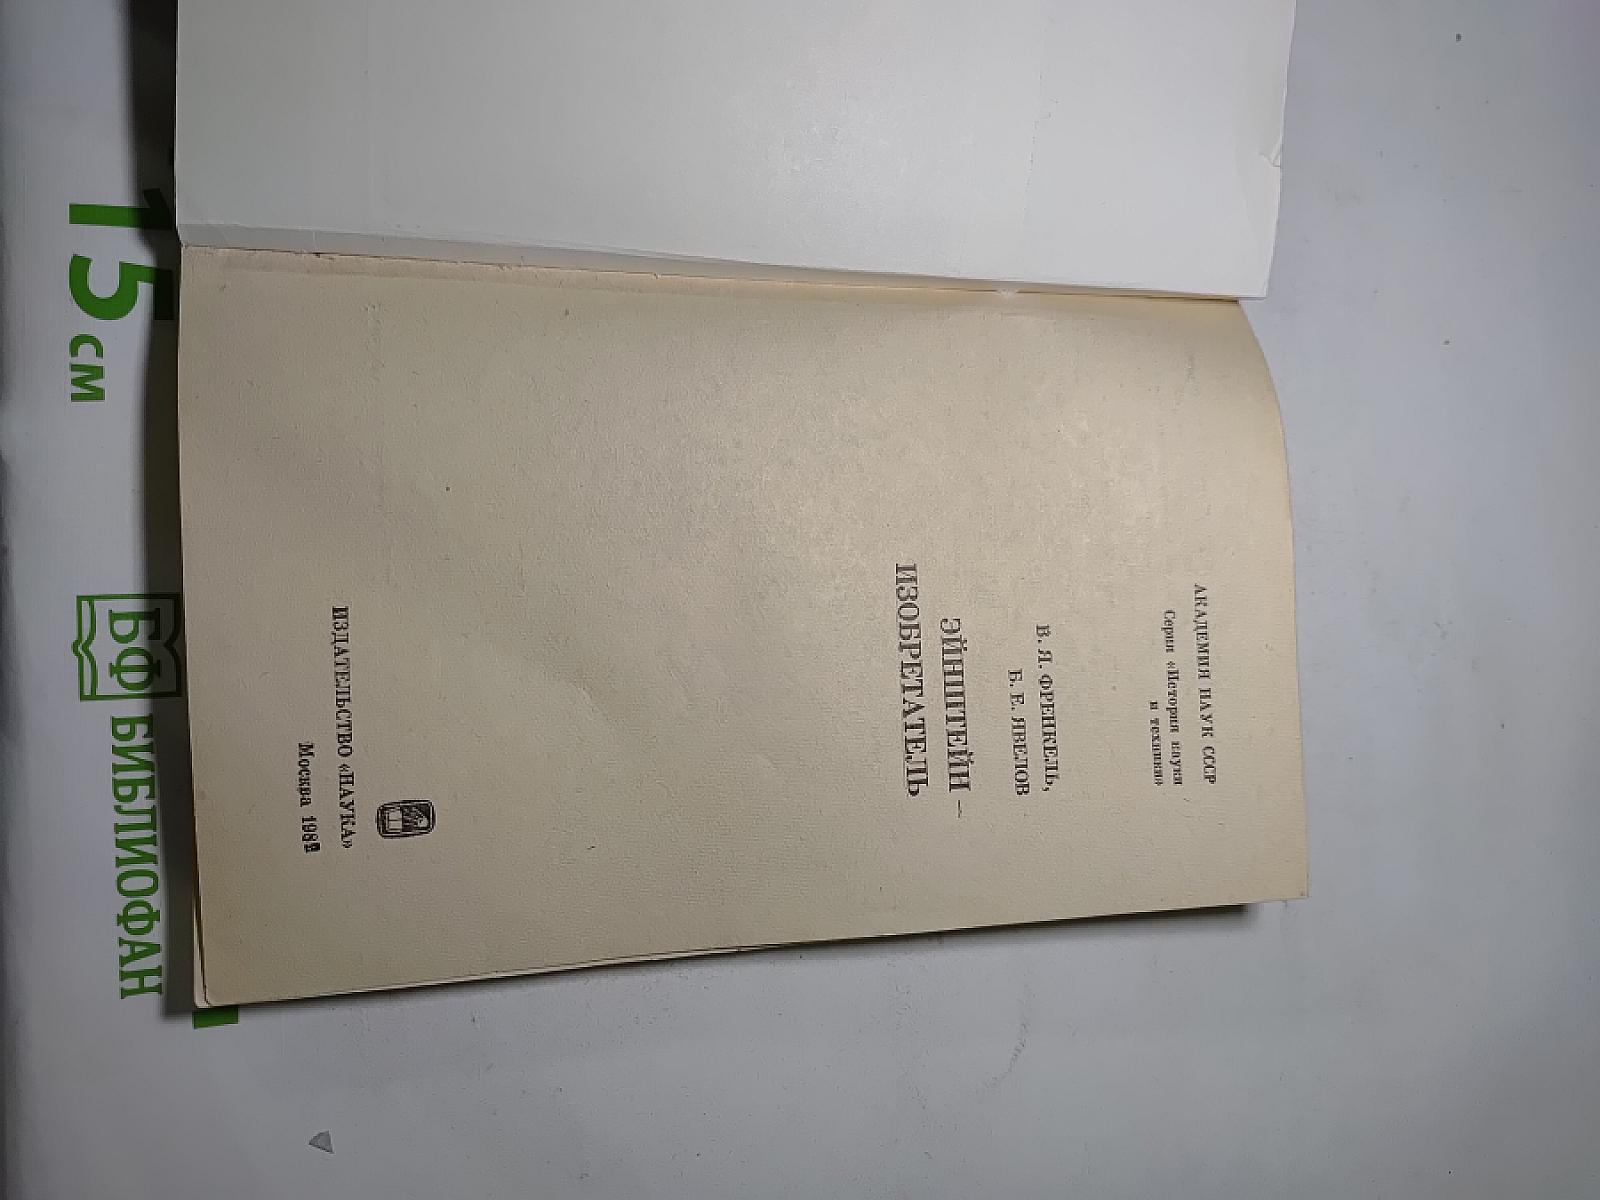 АКАДЕМИЯ НАУК СССР
Серия «История науки
и техники»
В. Я. ФРЕНКЕЛЬ,
Б. Е. ЯВЕЛОВ
ЭЙНШТЕЙН —
ИЗОБРЕТАТЕЛЬ
ИЗДАТЕЛЬСТВО «НАУКА»
Москва
15 см
БФ БИБЛИОФАН